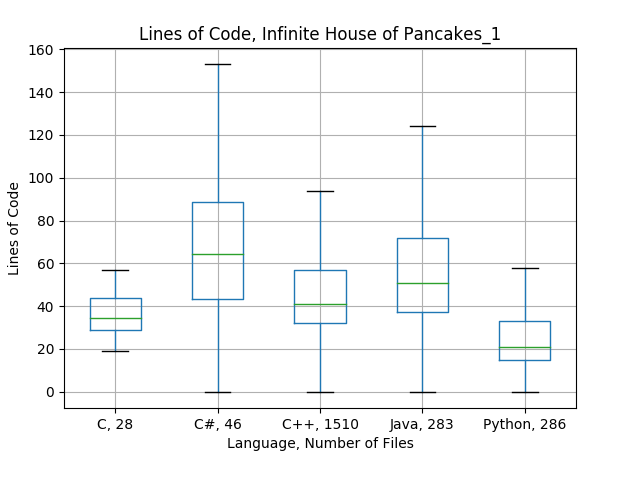 Lines of Code, Infinite House of Pancakes_1
160
140
120
100
80
60
40
20
0
Lines of Code
C, 28 C#, 46 C++, 1510 Java, 283 Python, 286
Language, Number of Files